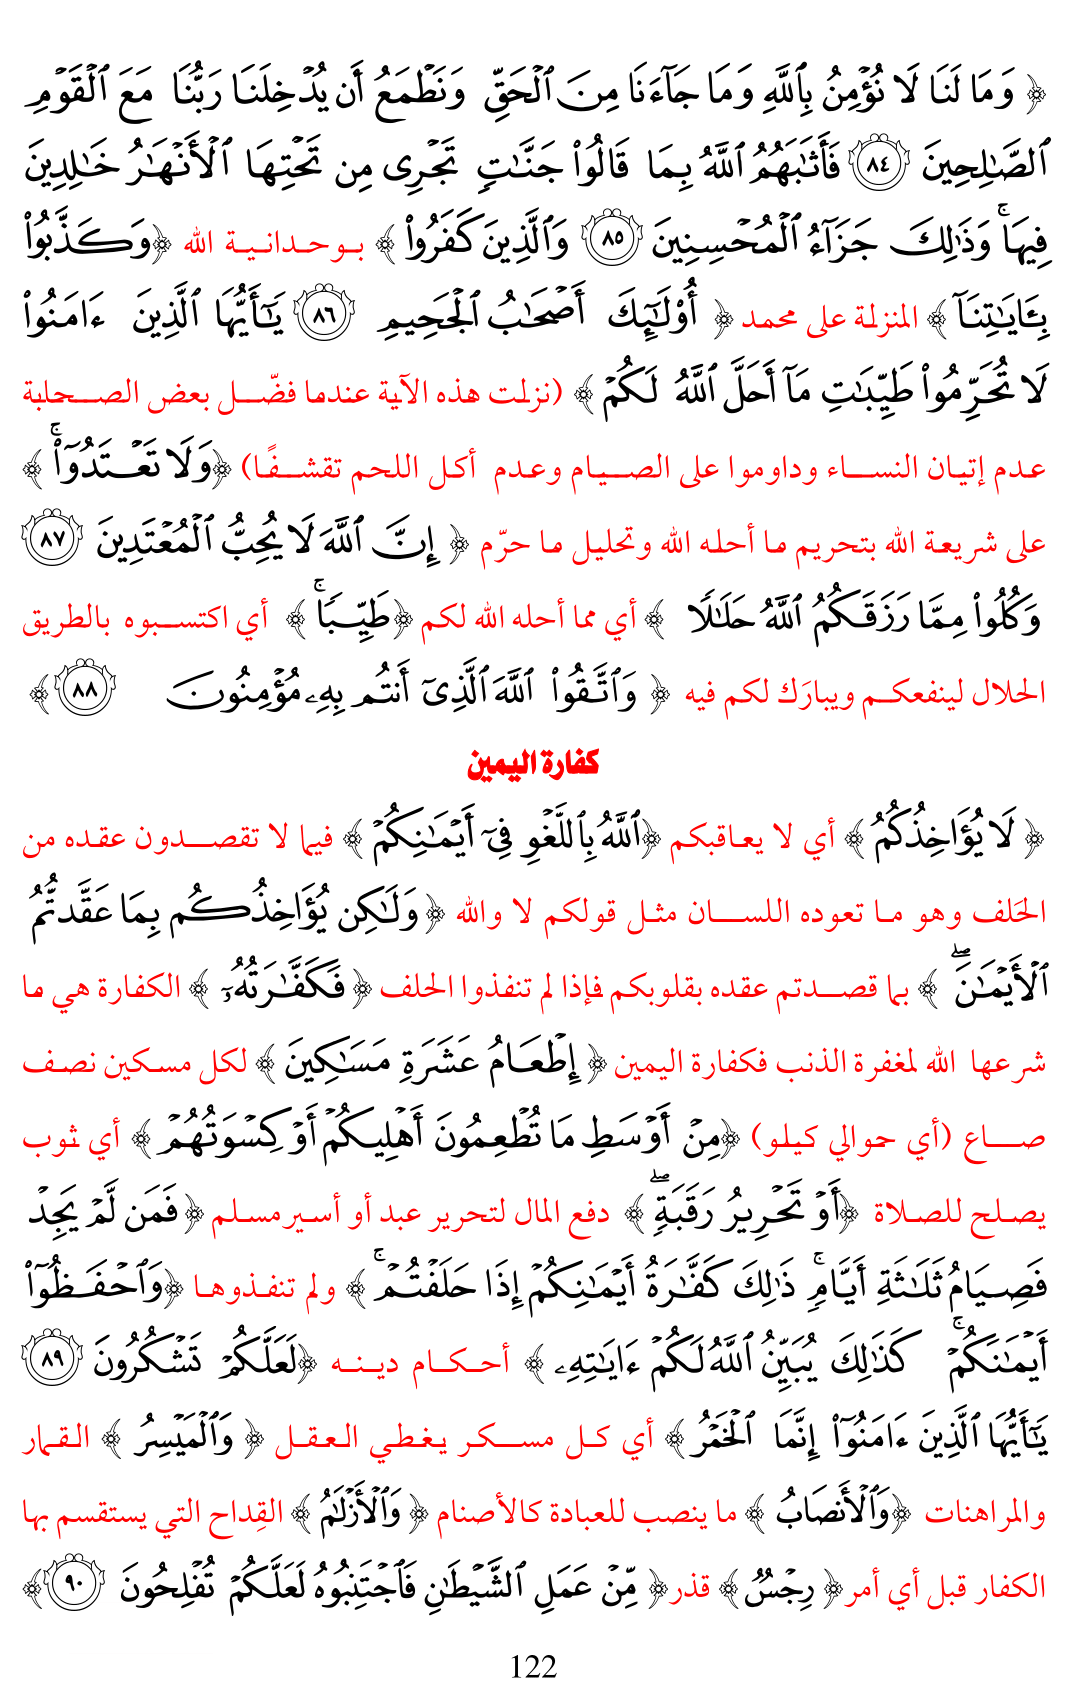 ﴿ وَمَا لَنَا لَا نُؤْمِنُ بِٱللَّهِ وَمَا جَآءَنَا مِنَ ٱلْحَقِّ وَنَطْمَعُ أَن يُدْخِلَنَا رَبُّنَا مَعَ ٱلْقَوْمِ
ٱلصَّـٰلِحِينَ ٨٤ فَأَثَـٰبَهُمُ ٱللَّهُ بِمَا قَالُوا۟ جَنَّـٰتٍ تَجْرِى مِن تَحْتِهَا ٱلْأَنْهَـٰرُ خَـٰلِدِينَ
فِيهَا ۚ وَذَٰلِكَ جَزَآءُ ٱلْمُحْسِنِينَ ٨٥ وَٱلَّذِينَ كَفَرُوا۟ ﴾ بوحدانية الله ﴿وَكَذَّبُوا۟
بِـَٔايَـٰتِنَآ ﴾ المنزلة على محمد ﴿ أُو۟لَـٰٓئِكَ أَصْحَـٰبُ ٱلْجَحِيمِ ٨٦ يَـٰٓأَيُّهَا ٱلَّذِينَ ءَامَنُوا۟
لَا تُحَرِّمُوا۟ طَيِّبَـٰتِ مَآ أَحَلَّ ٱللَّهُ لَكُمْ ﴾ (نزلت هذه الآية عندما فضّل بعض الصحابة
عدم إتيان النساء وداوموا على الصيام وعدم أكل اللحم تقشفًا) ﴿وَلَا تَعْتَدُوٓا۟ ۚ ﴾
على شريعة الله بتحريم ما أحله الله وتحليل ما حرّم ﴿ إِنَّ ٱللَّهَ لَا يُحِبُّ ٱلْمُعْتَدِينَ ٨٧
وَكُلُوا۟ مِمَّا رَزَقَكُمُ ٱللَّهُ حَلَـٰلًا ﴾ أي مما أحله الله لكم ﴿طَيِّبًا ۚ ﴾ أي اكتسبوه بالطريق
الحلال لينفعكم ويبارَك لكم فيه ﴿ وَٱتَّقُوا۟ ٱللَّهَ ٱلَّذِىٓ أَنتُم بِهِۦ مُؤْمِنُونَ ٨٨ ﴾
كفارة اليمين
﴿ لَا يُؤَاخِذُكُمُ ﴾ أي لا يعاقبكم ﴿ٱللَّهُ بِٱللَّغْوِ فِىٓ أَيْمَـٰنِكُمْ ﴾ فيما لا تقصدون عقده من
الحَلف وهو ما تعوده اللسان مثل قولكم لا والله ﴿ وَلَـٰكِن يُؤَاخِذُكُم بِمَا عَقَّدتُّمُ
ٱلْأَيْمَـٰنَ ۖ ﴾ بما قصدتم عقده بقلوبكم فإذا لم تنفذوا الحلف ﴿ فَكَفَّـٰرَتُهُۥٓ ﴾ الكفارة هي ما
شرعها الله لمغفرة الذنب فكفارة اليمين ﴿ إِطْعَامُ عَشَرَةِ مَسَـٰكِينَ ﴾ لكل مسكين نصف
صاع (أي حوالي كيلو) ﴿مِنْ أَوْسَطِ مَا تُطْعِمُونَ أَهْلِيكُمْ أَوْ كِسْوَتُهُمْ ﴾ أي ثوب
يصلح للصلاة ﴿أَوْ تَحْرِيرُ رَقَبَةٍ ۖ ﴾ دفع المال لتحرير عبد أو أسير مسلم ﴿ فَمَن لَّمْ يَجِدْ
فَصِيَامُ ثَلَـٰثَةِ أَيَّامٍ ۚ ذَٰلِكَ كَفَّـٰرَةُ أَيْمَـٰنِكُمْ إِذَا حَلَفْتُمْ ۚ ﴾ ولم تنفذوها ﴿وَٱحْفَظُوٓا۟
أَيْمَـٰنَكُمْ ۚ كَذَٰلِكَ يُبَيِّنُ ٱللَّهُ لَكُمْ ءَايَـٰتِهِۦ ﴾ أحكام دينه ﴿لَعَلَّكُمْ تَشْكُرُونَ ٨٩
يَـٰٓأَيُّهَا ٱلَّذِينَ ءَامَنُوٓا۟ إِنَّمَا ٱلْخَمْرُ ﴾ أي كل مسكر يغطي العقل ﴿ وَٱلْمَيْسِرُ ﴾ القمار
والمراهنات ﴿وَٱلْأَنصَابُ ﴾ ما ينصب للعبادة كالأصنام ﴿ وَٱلْأَزْلَـٰمُ ﴾ القِداح التي يستقسم بها
الكفار قبل أي أمر ﴿ رِجْسٌ ﴾ قذر ﴿ مِّنْ عَمَلِ ٱلشَّيْطَـٰنِ فَٱجْتَنِبُوهُ لَعَلَّكُمْ تُفْلِحُونَ ٩٠ ﴾
122